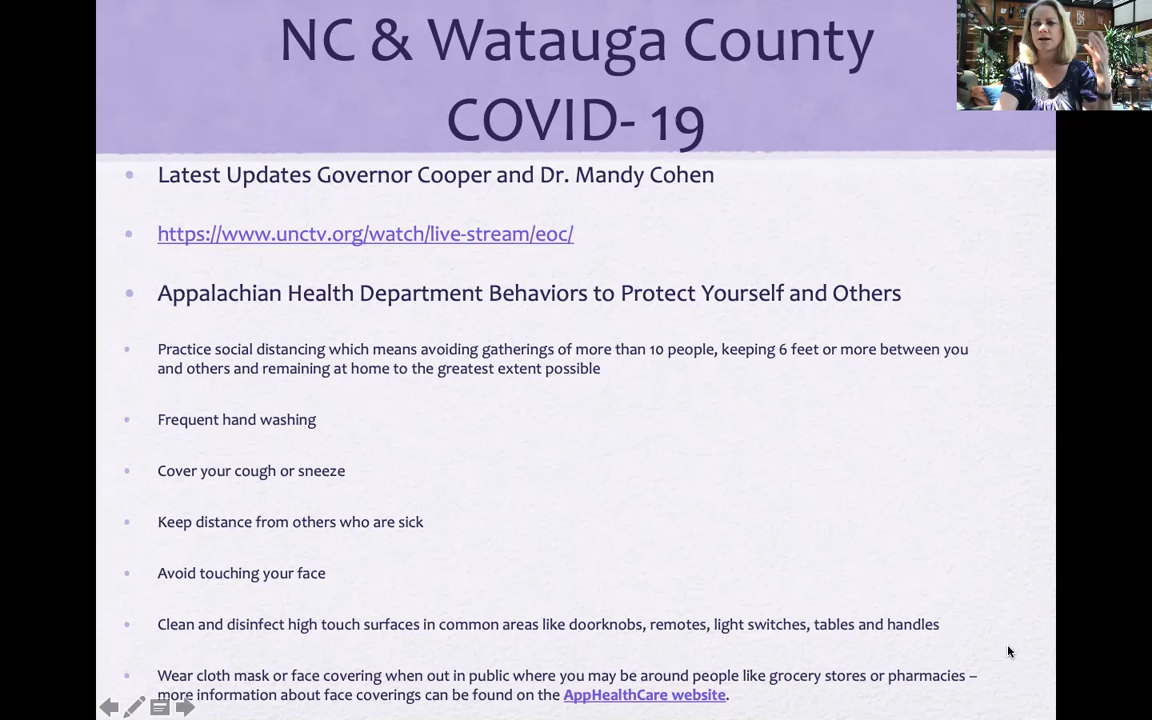 NC & Watauga County
COVID- 19
Latest Updates Governor Cooper and Dr. Mandy Cohen
https://www.unctv.org/watch/live-stream/eoc/
Appalachian Health Department Behaviors to Protect Yourself and Others
Practice social distancing which means avoiding gatherings of more than 10 people, keeping 6 feet or more between you
and others and remaining at home to the greatest extent possible
Frequent hand washing
Cover your cough or sneeze
Keep distance from others who are sick
Avoid touching your face
Clean and disinfect high touch surfaces in common areas like doorknobs, remotes, light switches, tables and handles
Wear cloth mask or face covering when out in public where you may be around people like grocery stores or pharmacies –
more information about face coverings can be found on the AppHealthCare website.